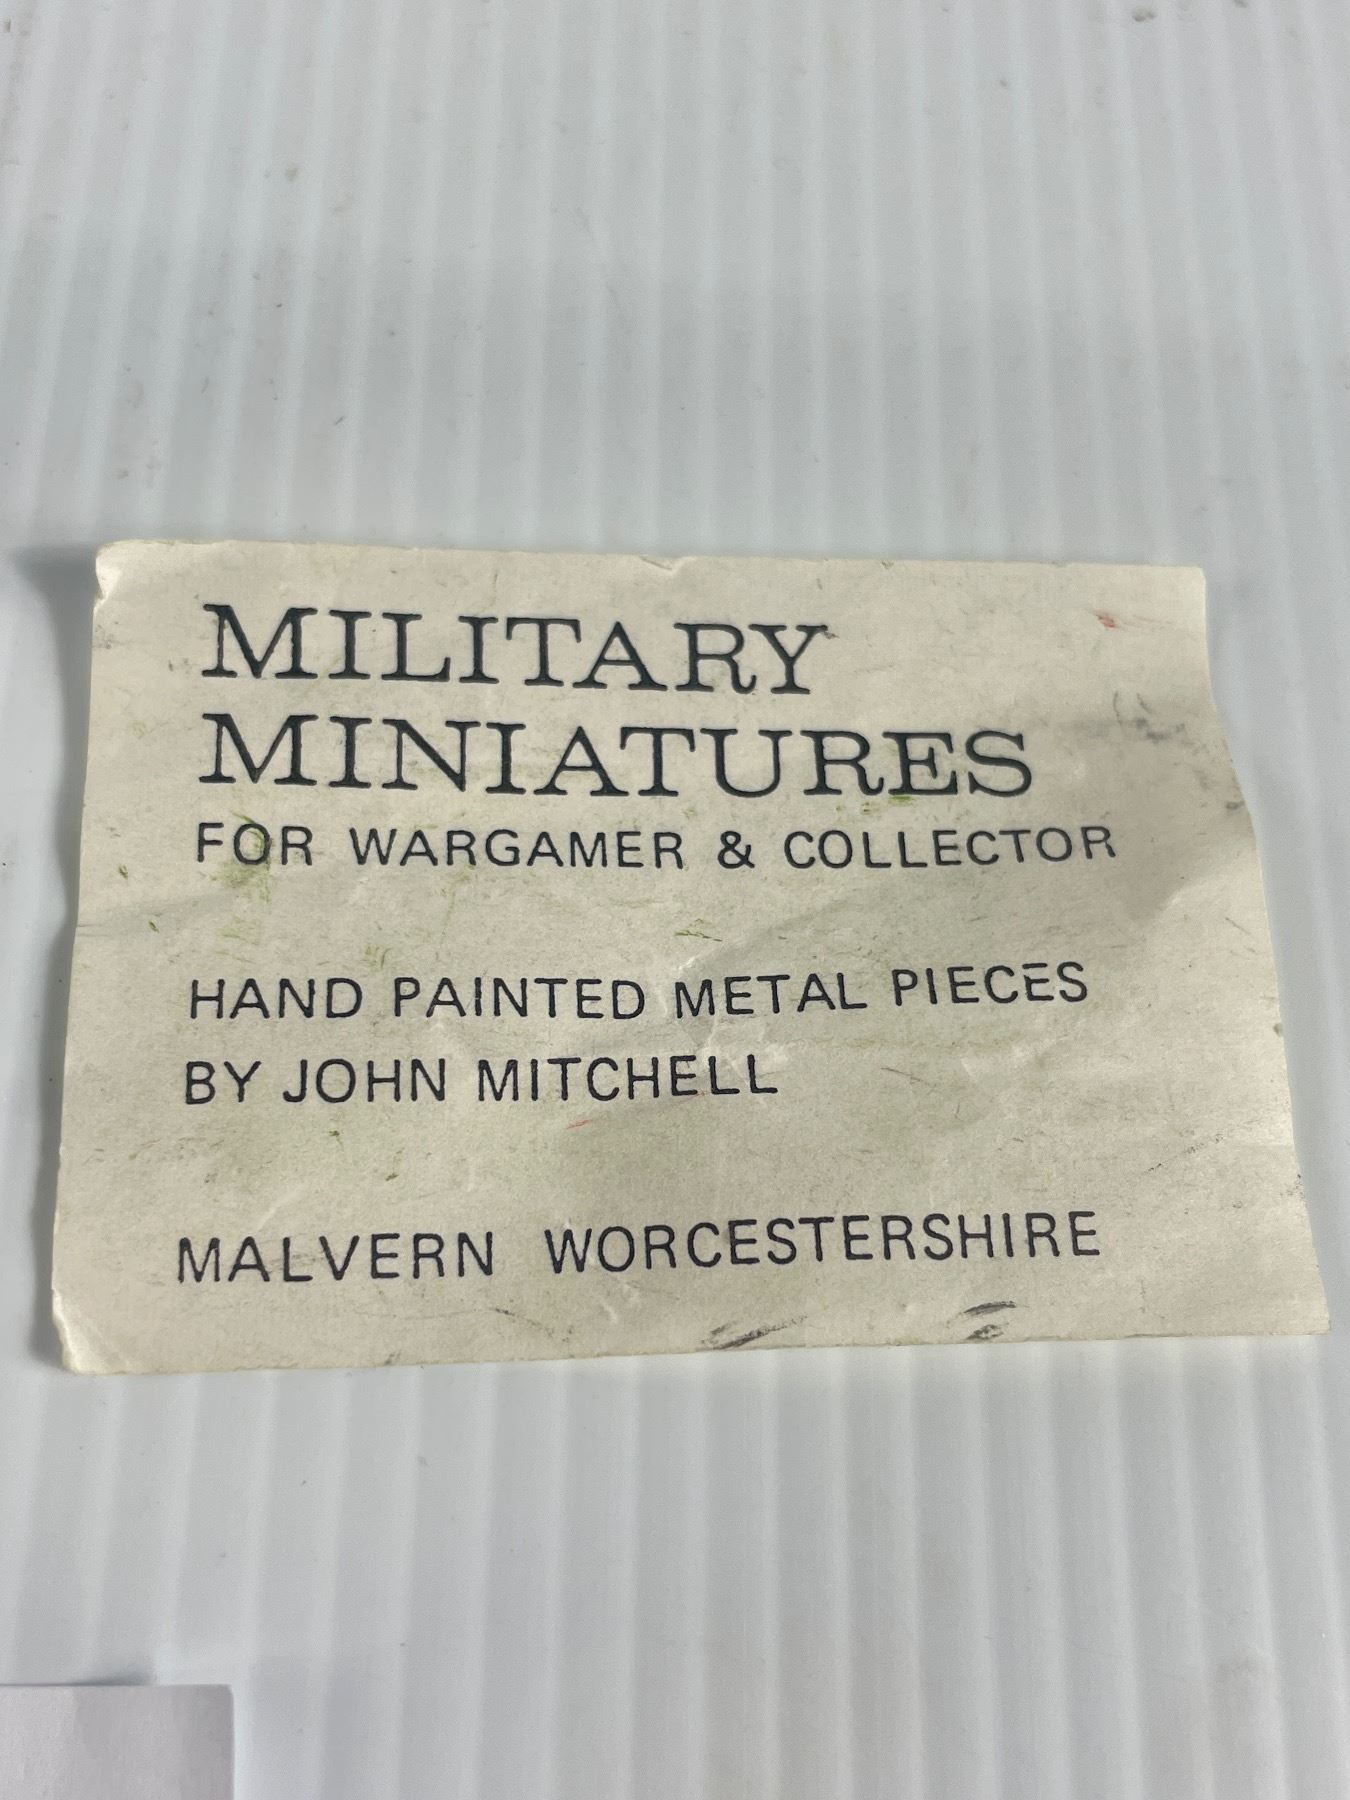 MILITARY
MINIATURES
FOR WARGAMER & COLLECTOR
HAND PAINTED METAL PIECES
BY JOHN MITCHELL
MALVERN WORCESTERSHIRE